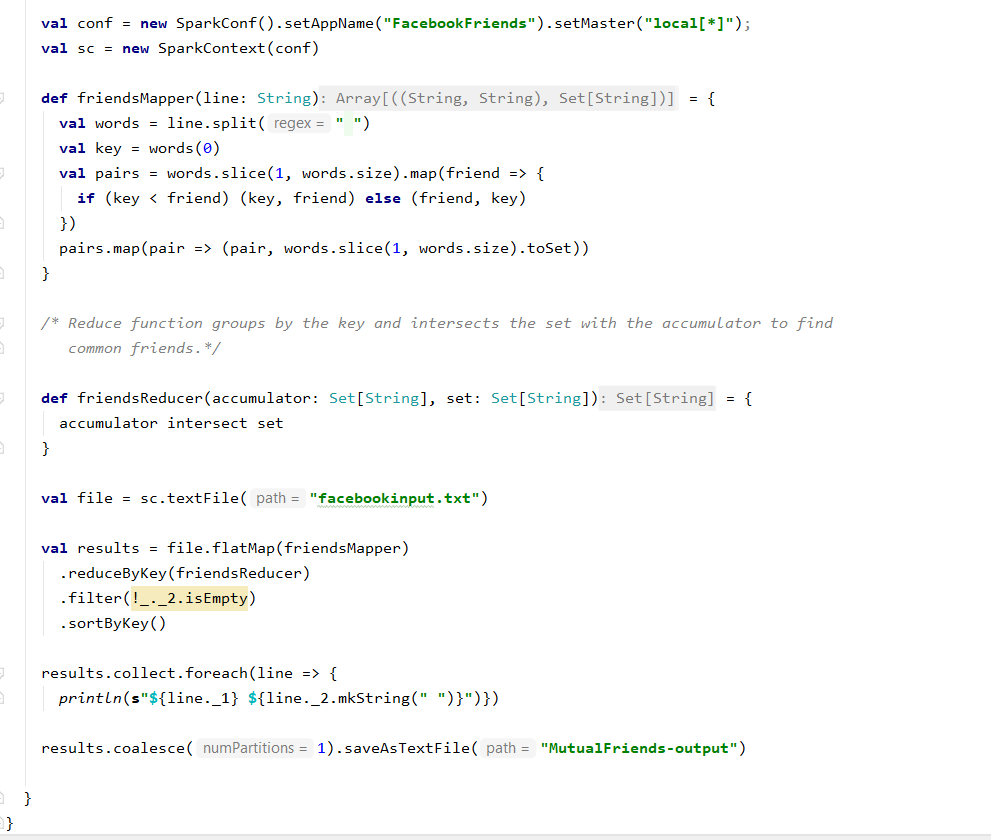 val conf = new SparkConf().setAppName("FacebookFriends").setMaster("local[*]");
val sc = new SparkContext(conf)
def friendsMapper(line: String): Array[((String, String), Set[String])] = {
val words = line.split( regex = " ")
val key = words(0)
val pairs = words.slice(1, words.size).map(friend => {
if (key < friend) (key, friend) else (friend, key)
})
pairs.map(pair => (pair, words.slice(1, words.size).toSet))
}
/* Reduce function groups by the key and intersects the set with the accumulator to find
common friends.*/
def friendsReducer(accumulator: Set[String], set: Set[String]): Set[String] = {
accumulator intersect set
}
val file = sc.textFile( path = "facebookinput.txt")
val results = file.flatMap(friendsMapper)
.reduceByKey(friendsReducer)
.filter(!_._2.isEmpty)
.sortByKey()
results.collect.foreach(line => {
println(s"${line._1} ${line._2.mkString(" ")}")})
results.coalesce( numPartitions = 1).saveAsTextFile( path = "MutualFriends-output")
}
}